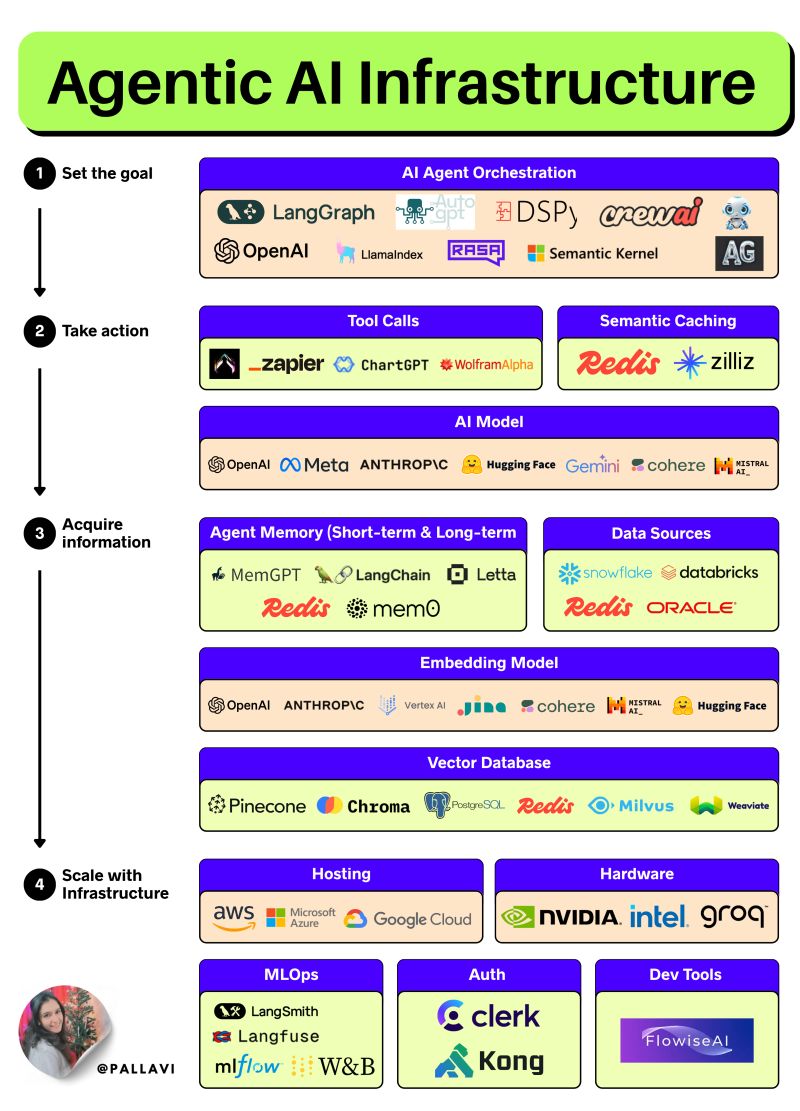 Agentic AI Infrastructure
1 Set the goal
AI Agent Orchestration
LangGraph Auto gpt DSPy crewai
OpenAI LlamaIndex RASA Semantic Kernel AG
2 Take action
Tool Calls
zapier ChartGPT WolframAlpha
Semantic Caching
Redis zilliz
AI Model
OpenAI Meta ANTHROP\C Hugging Face Gemini cohere MISTRAL AI_
3 Acquire
information
Agent Memory (Short-term & Long-term
MemGPT LangChain Letta
Redis mem0
Data Sources
snowflake databricks
Redis ORACLE
Embedding Model
OpenAI ANTHROP\C Vertex AI Jina cohere MISTRAL AI_ Hugging Face
Vector Database
Pinecone Chroma PostgreSQL Redis Milvus Weaviate
4 Scale with
Infrastructure
Hosting
aws Microsoft Azure Google Cloud
Hardware
NVIDIA. intel. groq
MLOps
LangSmith
Langfuse
mlflow W&B
Auth
clerk
Kong
Dev Tools
FlowiseAI
@PALLAVI